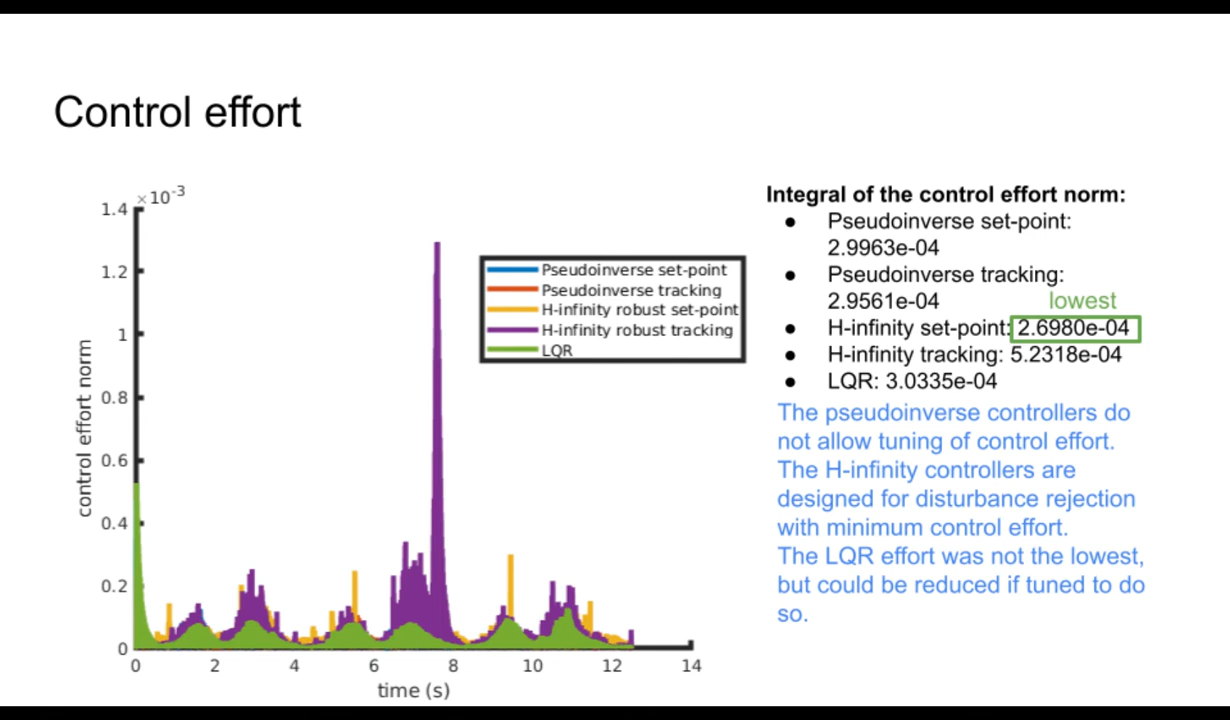 Control effort
×10-3
1.4
1.2
1
0.8
0.6
0.4
0.2
0
control effort norm
0 2 4 6 8 10 12 14
time (s)
Pseudoinverse set-point
Pseudoinverse tracking
H-infinity robust set-point
H-infinity robust tracking
LQR
Integral of the control effort norm:
● Pseudoinverse set-point:
2.9963e-04
● Pseudoinverse tracking:
2.9561e-04 lowest
● H-infinity set-point: 2.6980e-04
● H-infinity tracking: 5.2318e-04
● LQR: 3.0335e-04
The pseudoinverse controllers do
not allow tuning of control effort.
The H-infinity controllers are
designed for disturbance rejection
with minimum control effort.
The LQR effort was not the lowest,
but could be reduced if tuned to do
so.